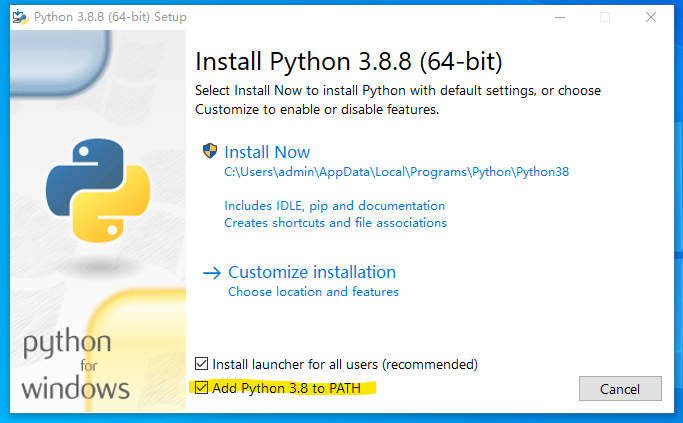 Python 3.8.8 (64-bit) Setup
Install Python 3.8.8 (64-bit)
Select Install Now to install Python with default settings, or choose
Customize to enable or disable features.
Install Now
C:\Users\admin\AppData\Local\Programs\Python\Python38
Includes IDLE, pip and documentation
Creates shortcuts and file associations
Customize installation
Choose location and features
python
for
windows
Install launcher for all users (recommended)
Add Python 3.8 to PATH
Cancel